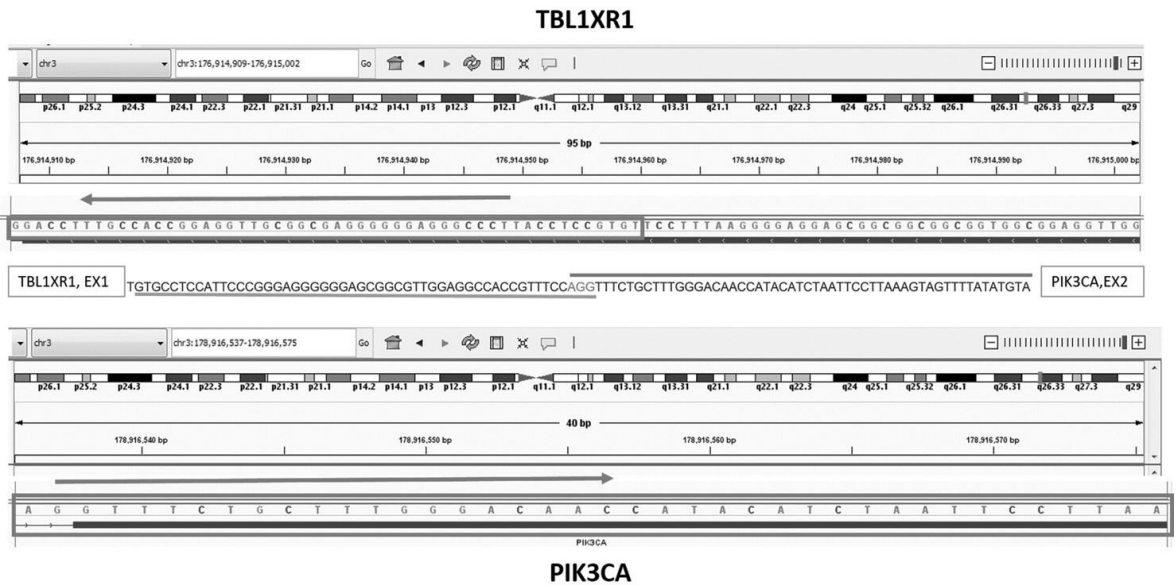 TBL1XR1
chr3 chr3:176,914,909-176,915,002 Go
p26.1 p25.2 p24.3 p24.1 p22.3 p22.1 p21.31 p21.1 p14.2 p14.1 p13 p12.3 p12.1 q11.1 q12.1 q13.12 q13.31 q21.1 q22.1 q22.3 q24 q25.1 q25.32 q26.1 q26.31 q26.33 q27.3 q29
95 bp
176,914,910 bp 176,914,920 bp 176,914,930 bp 176,914,940 bp 176,914,950 bp 176,914,960 bp 176,914,970 bp 176,914,980 bp 176,914,990 bp 176,915,000 bp
GGACCTTTGCCACCGGAGGTTGCGGCGAGGGGGGAGGGCCCTTACCTCCGTGTTCCTTTAAGGGGAGGAGCGGCGGCGGCGGTGGCGGAGGTTGG
TBL1XR1, EX1 TGTGCCTCCATTCCCGGGAGGGGGGAGCGGCGTTGGAGGCCACCGTTTCCAGGTTTCTGCTTTGGGACAACCATACATCTAATTCCTTAAAGTAGTTTTATATGTA PIK3CA,EX2
chr3 chr3:178,916,537-178,916,575 Go
p26.1 p25.2 p24.3 p24.1 p22.3 p22.1 p21.31 p21.1 p14.2 p14.1 p13 p12.3 p12.1 q11.1 q12.1 q13.12 q13.31 q21.1 q22.1 q22.3 q24 q25.1 q25.32 q26.1 q26.31 q26.33 q27.3 q29
40 bp
178,916,540 bp 178,916,550 bp 178,916,560 bp 178,916,570 bp
A G G T T T C T G C T T T G G G A C A A C C A T A C A T C T A A T T C C T T A A
PIK3CA
PIK3CA